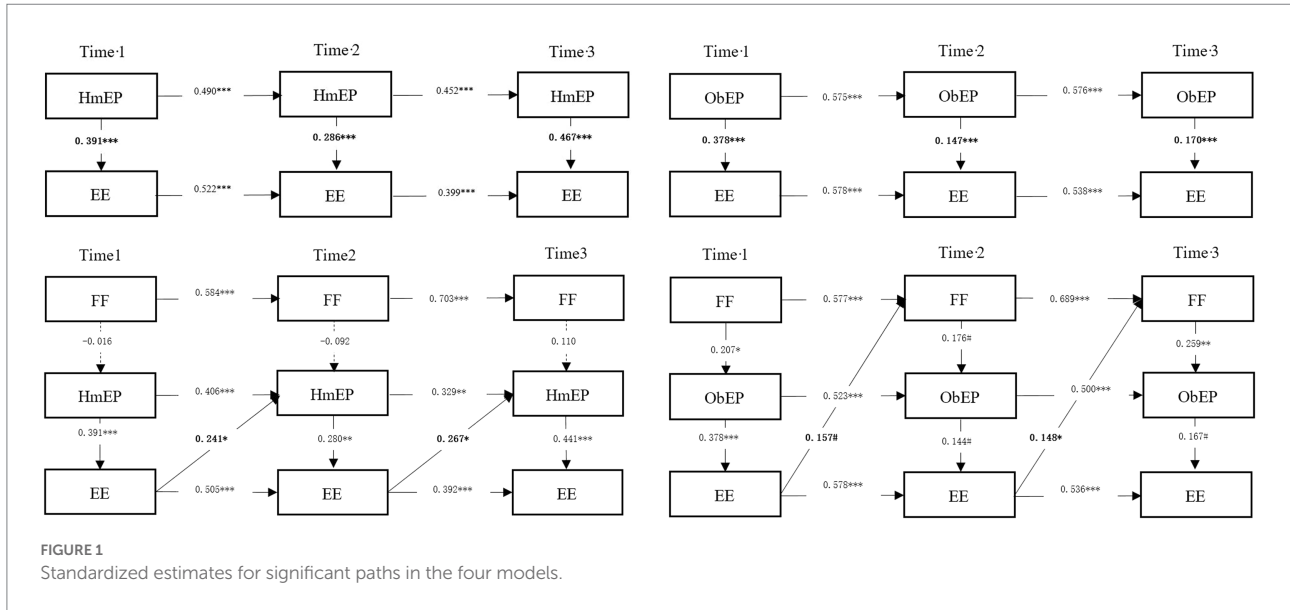 Time·1
Time·2
Time·3
HmEP
0.490***
HmEP
0.452***
HmEP
0.391***
0.286***
0.467***
EE
0.522***
EE
0.399***
EE
Time·1
Time·2
Time·3
ObEP
0.575***
ObEP
0.576***
ObEP
0.378***
0.147***
0.170***
EE
0.578***
EE
0.538***
EE
Time1
Time2
Time3
FF
0.584***
FF
0.703***
FF
-0.016
-0.092
0.110
HmEP
0.406***
HmEP
0.329**
HmEP
0.391***
0.241*
0.280**
0.267*
0.441***
EE
0.505***
EE
0.392***
EE
Time·1
Time·2
Time·3
FF
0.577***
FF
0.689***
FF
0.207*
0.176#
0.259**
ObEP
0.523***
ObEP
0.500***
ObEP
0.378***
0.157#
0.144#
0.148*
0.167#
EE
0.578***
EE
0.536***
EE
FIGURE 1
Standardized estimates for significant paths in the four models.